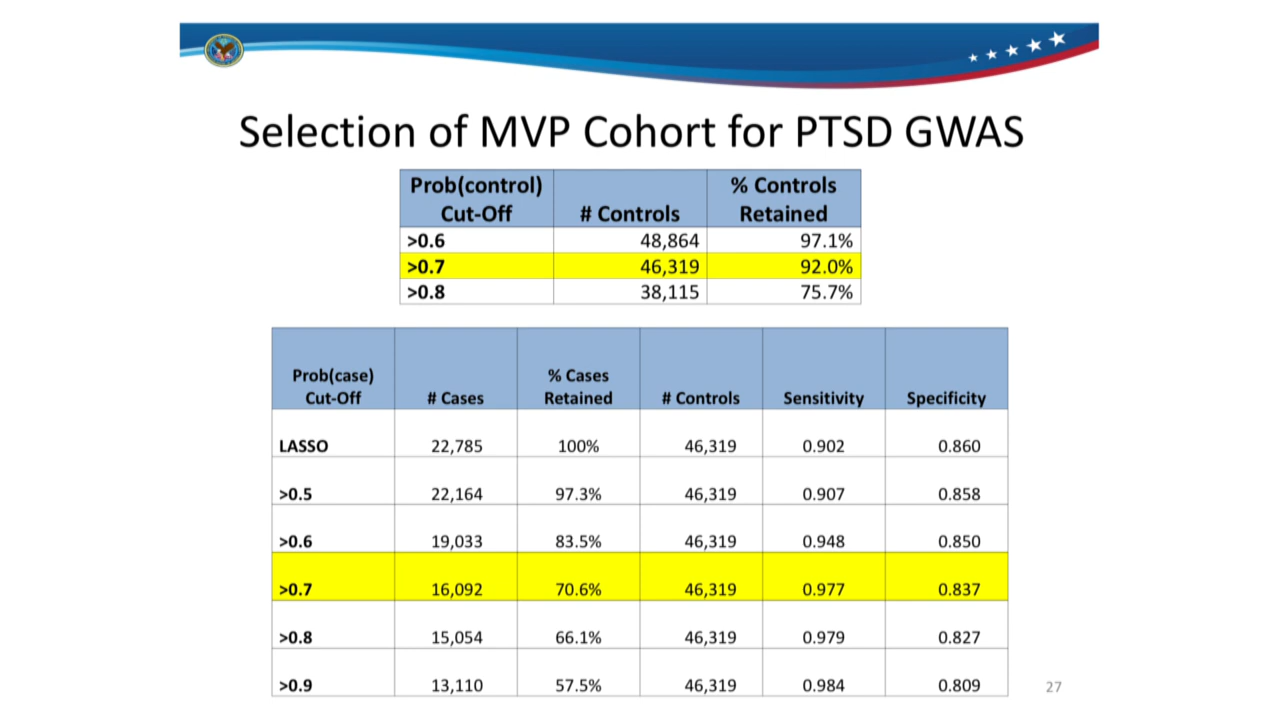 Selection of MVP Cohort for PTSD GWAS
Prob(control) Cut-Off # Controls % Controls Retained
>0.6 48,864 97.1%
>0.7 46,319 92.0%
>0.8 38,115 75.7%
Prob(case) Cut-Off # Cases % Cases Retained # Controls Sensitivity Specificity
LASSO 22,785 100% 46,319 0.902 0.860
>0.5 22,164 97.3% 46,319 0.907 0.858
>0.6 19,033 83.5% 46,319 0.948 0.850
>0.7 16,092 70.6% 46,319 0.977 0.837
>0.8 15,054 66.1% 46,319 0.979 0.827
>0.9 13,110 57.5% 46,319 0.984 0.809
27